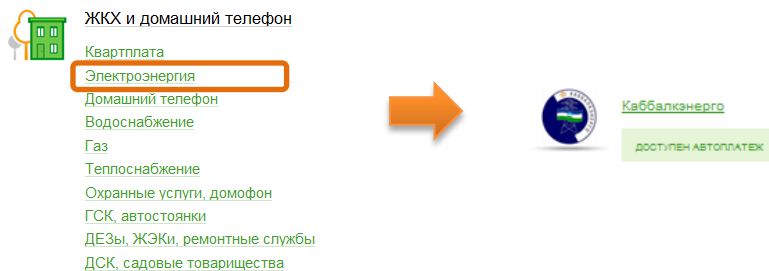 ЖКХ и домашний телефон
Квартплата
Электроэнергия
Домашний телефон
Водоснабжение
Газ
Теплоснабжение
Охранные услуги, домофон
ГСК, автостоянки
ДЕЗы, ЖЭКи, ремонтные службы
ДСК, садовые товарищества
Каббалкэнерго
ДОСТУПЕН АВТОПЛАТЕЖ